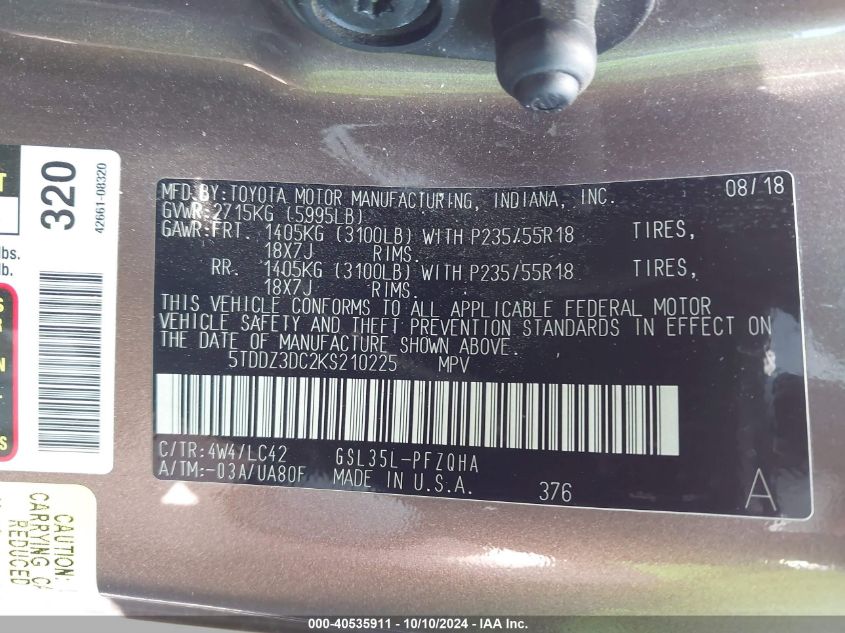 MFD. BY: TOYOTA MOTOR MANUFACTURING, INDIANA, INC. 08/18
GVWR: 2715KG (5995LB)
GAWR: FRT. 1405KG (3100LB) WITH P235/55R18 TIRES,
18X7J RIMS.
RR. 1405KG (3100LB) WITH P235/55R18 TIRES,
18X7J RIMS.
THIS VEHICLE CONFORMS TO ALL APPLICABLE FEDERAL MOTOR
VEHICLE SAFETY AND THEFT PREVENTION STANDARDS IN EFFECT ON
THE DATE OF MANUFACTURE SHOWN ABOVE.
5TDDZ3DC2KS210225 MPV
C/TR: 4W4/LC42 GSL35L-PFZQHA
A/TM:-03A/UA80F MADE IN U.S.A. 376 A
320
42661-08320
lbs.
lb.
CAUTION:
CARRYING
REDUCED
000-40535911 - 10/10/2024 - IAA Inc.